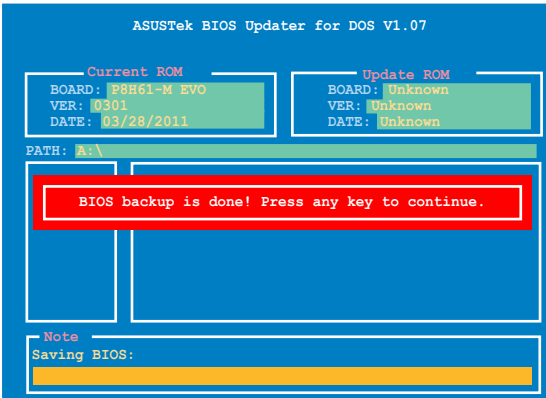 ASUSTek BIOS Updater for DOS V1.07
Current ROM
BOARD: P8H61-M EVO
VER: 0301
DATE: 03/28/2011
Update ROM
BOARD: Unknown
VER: Unknown
DATE: Unknown
PATH: A:\
BIOS backup is done! Press any key to continue.
Note
Saving BIOS: